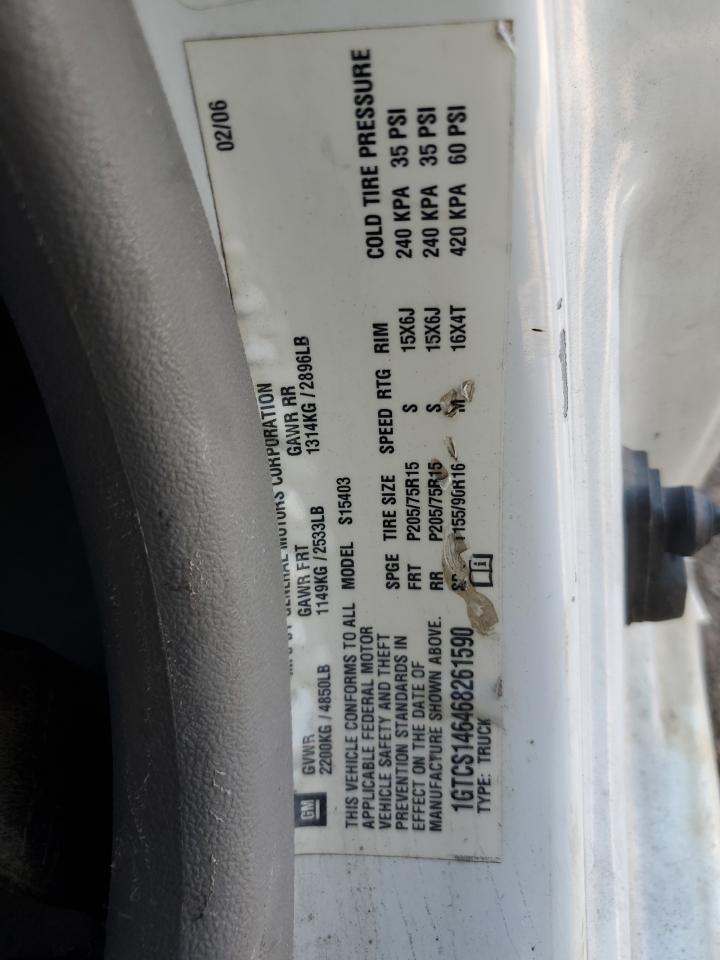 MFD BY GENERAL MOTORS CORPORATION
02/06
GVWR GAWR FRT GAWR RR
2200KG / 4850LB 1149KG / 2533LB 1314KG / 2896LB
THIS VEHICLE CONFORMS TO ALL
APPLICABLE FEDERAL MOTOR
VEHICLE SAFETY AND THEFT
PREVENTION STANDARDS IN
EFFECT ON THE DATE OF
MANUFACTURE SHOWN ABOVE.
1GTCS146468261590
TYPE: TRUCK
MODEL S15403
SPGE TIRE SIZE SPEED RTG RIM COLD TIRE PRESSURE
FRT P205/75R15 S 15X6J 240 KPA 35 PSI
RR P205/75R15 S 15X6J 240 KPA 35 PSI
155/90R16 M 16X4T 420 KPA 60 PSI
GM